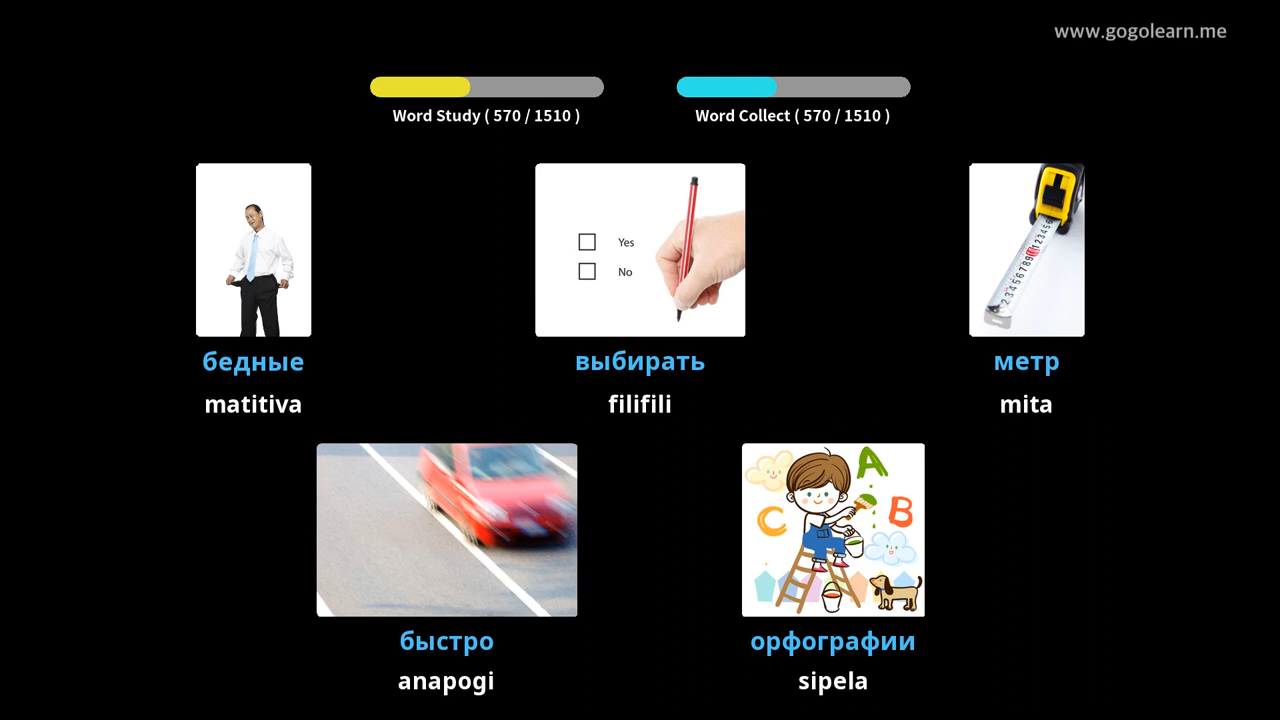 www.gogolearn.me
Word Study ( 570 / 1510 )
Word Collect ( 570 / 1510 )
Yes
No
бедные
выбирать
метр
matitiva
filifili
mita
A
B
C
быстро
орфографии
anapogi
sipela